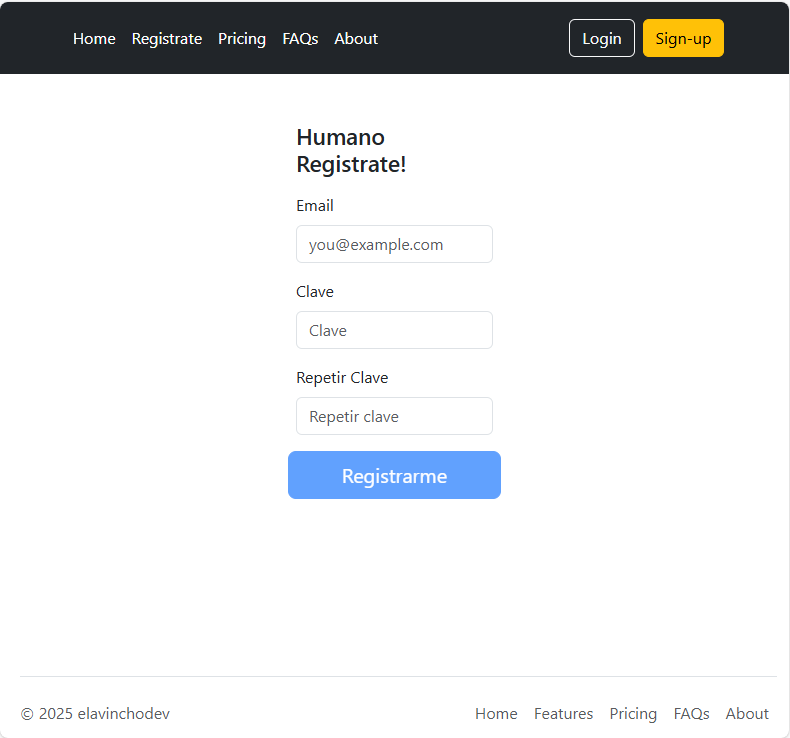 Home Registrate Pricing FAQs About Login Sign-up
Humano
Registrate!
Email
you@example.com
Clave
Clave
Repetir Clave
Repetir clave
Registrarme
© 2025 elavinchodev Home Features Pricing FAQs About